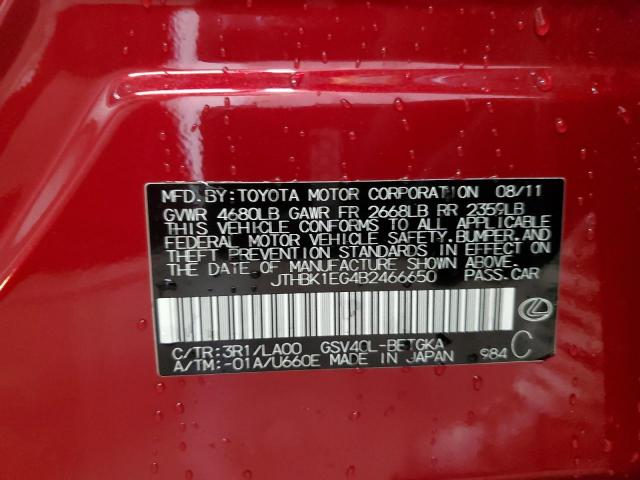 MFD. BY: TOYOTA MOTOR CORPORATION 08/11
GVWR 4680LB GAWR FR 2668LB RR 2359LB
THIS VEHICLE CONFORMS TO ALL APPLICABLE
FEDERAL MOTOR VEHICLE SAFETY, BUMPER, AND
THEFT PREVENTION STANDARDS IN EFFECT ON
THE DATE OF MANUFACTURE SHOWN ABOVE.
JTHBK1EG4B2466650 PASS.CAR
C/TR: 3R1/LA00 GSV40L-BETGKA
A/TM: -01A/U660E MADE IN JAPAN 984 C